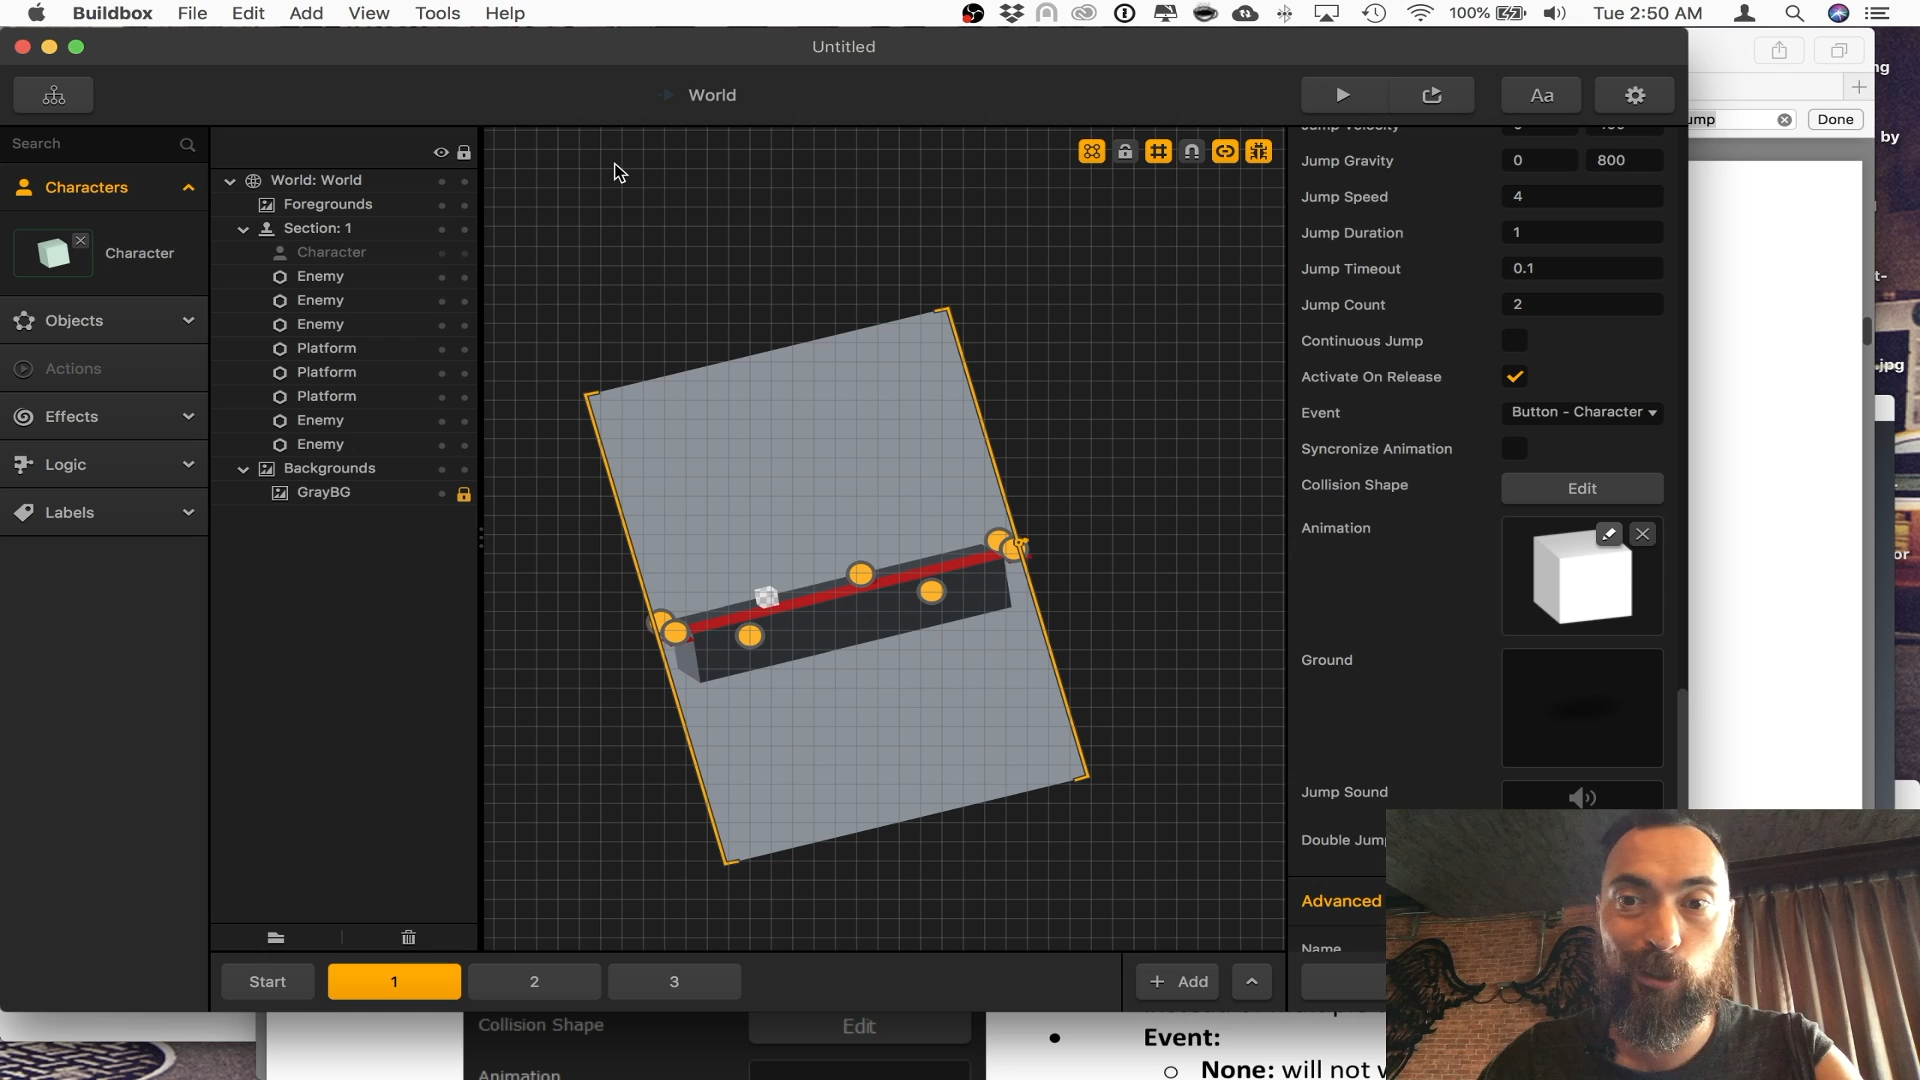 Buildbox File Edit Add View Tools Help 100% Tue 2:50 AM
Untitled
World
Aa
ump Done
by
Search
Characters
Character
Objects
Actions
Effects
Logic
Labels
World: World
Foregrounds
Section: 1
Character
Enemy
Enemy
Enemy
Platform
Platform
Platform
Enemy
Enemy
Backgrounds
GrayBG
Start 1 2 3 + Add
Jump Gravity 0 800
Jump Speed 4
Jump Duration 1
Jump Timeout 0.1
Jump Count 2
Continuous Jump
Activate On Release
Event Button - Character
Syncronize Animation
Collision Shape Edit
Animation
Ground
Jump Sound
Double Jum
Advanced
Name
.jpg
or
Collision Shape Edit
Animation
• Event:
None: will not